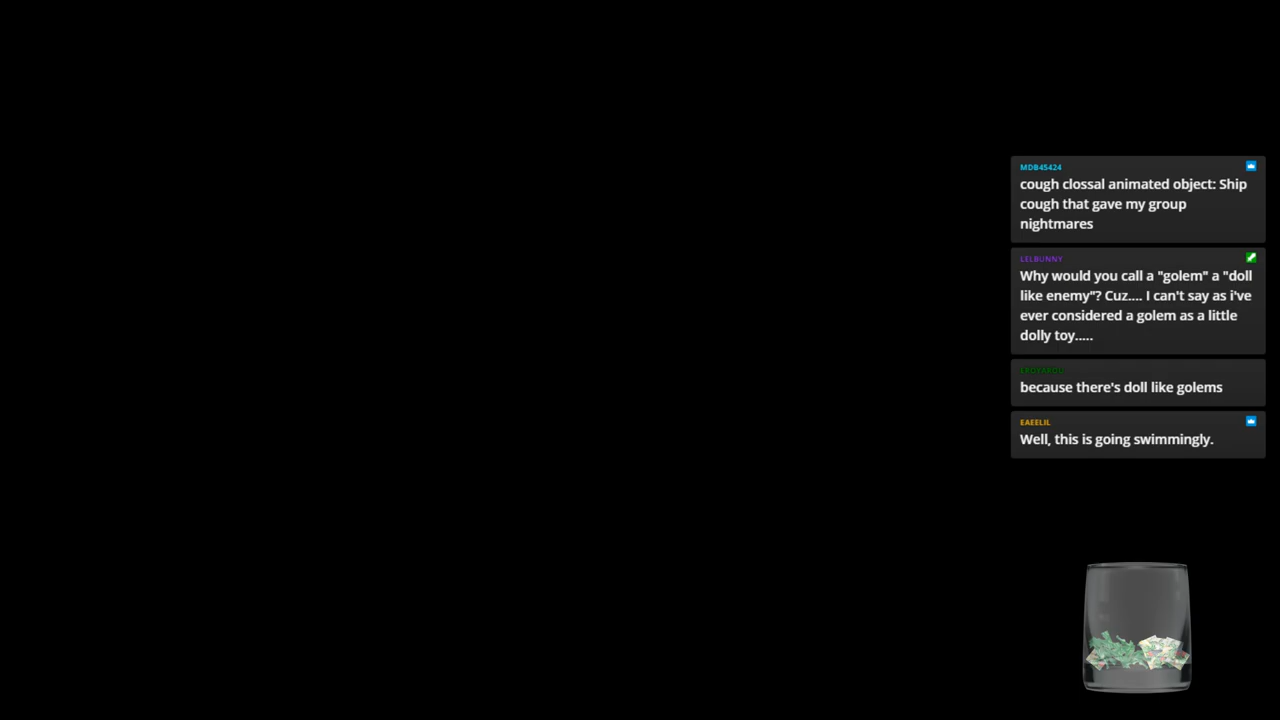 MDB45424
cough clossal animated object: Ship
cough that gave my group
nightmares
LELBUNNY
Why would you call a "golem" a "doll
like enemy"? Cuz.... I can't say as i've
ever considered a golem as a little
dolly toy.....
because there's doll like golems
EAEELIL
Well, this is going swimmingly.